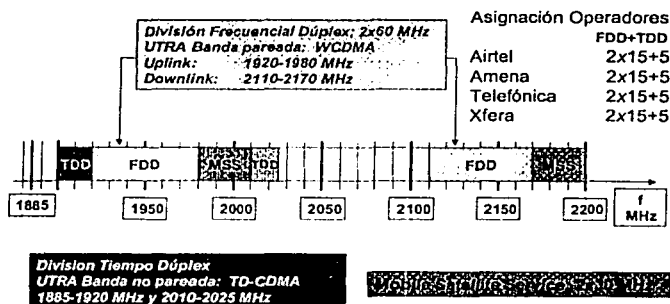 División Frecuencial Dúplex; 2x60 MHz
UTRA Banda pareada: WCDMA
Uplink: 1920-1980 MHz
Downlink: 2110-2170 MHz
Asignación Operadores
FDD+TDD
Airtel 2x15+5
Amena 2x15+5
Telefónica 2x15+5
Xfera 2x15+5
TDD FDD MSS TDD FDD MSS
1885 1950 2000 2050 2100 2150 2200 f MHz
Division Tiempo Dúplex
UTRA Banda no pareada: TD-CDMA
1885-1920 MHz y 2010-2025 MHz
Mobile Satellite Service